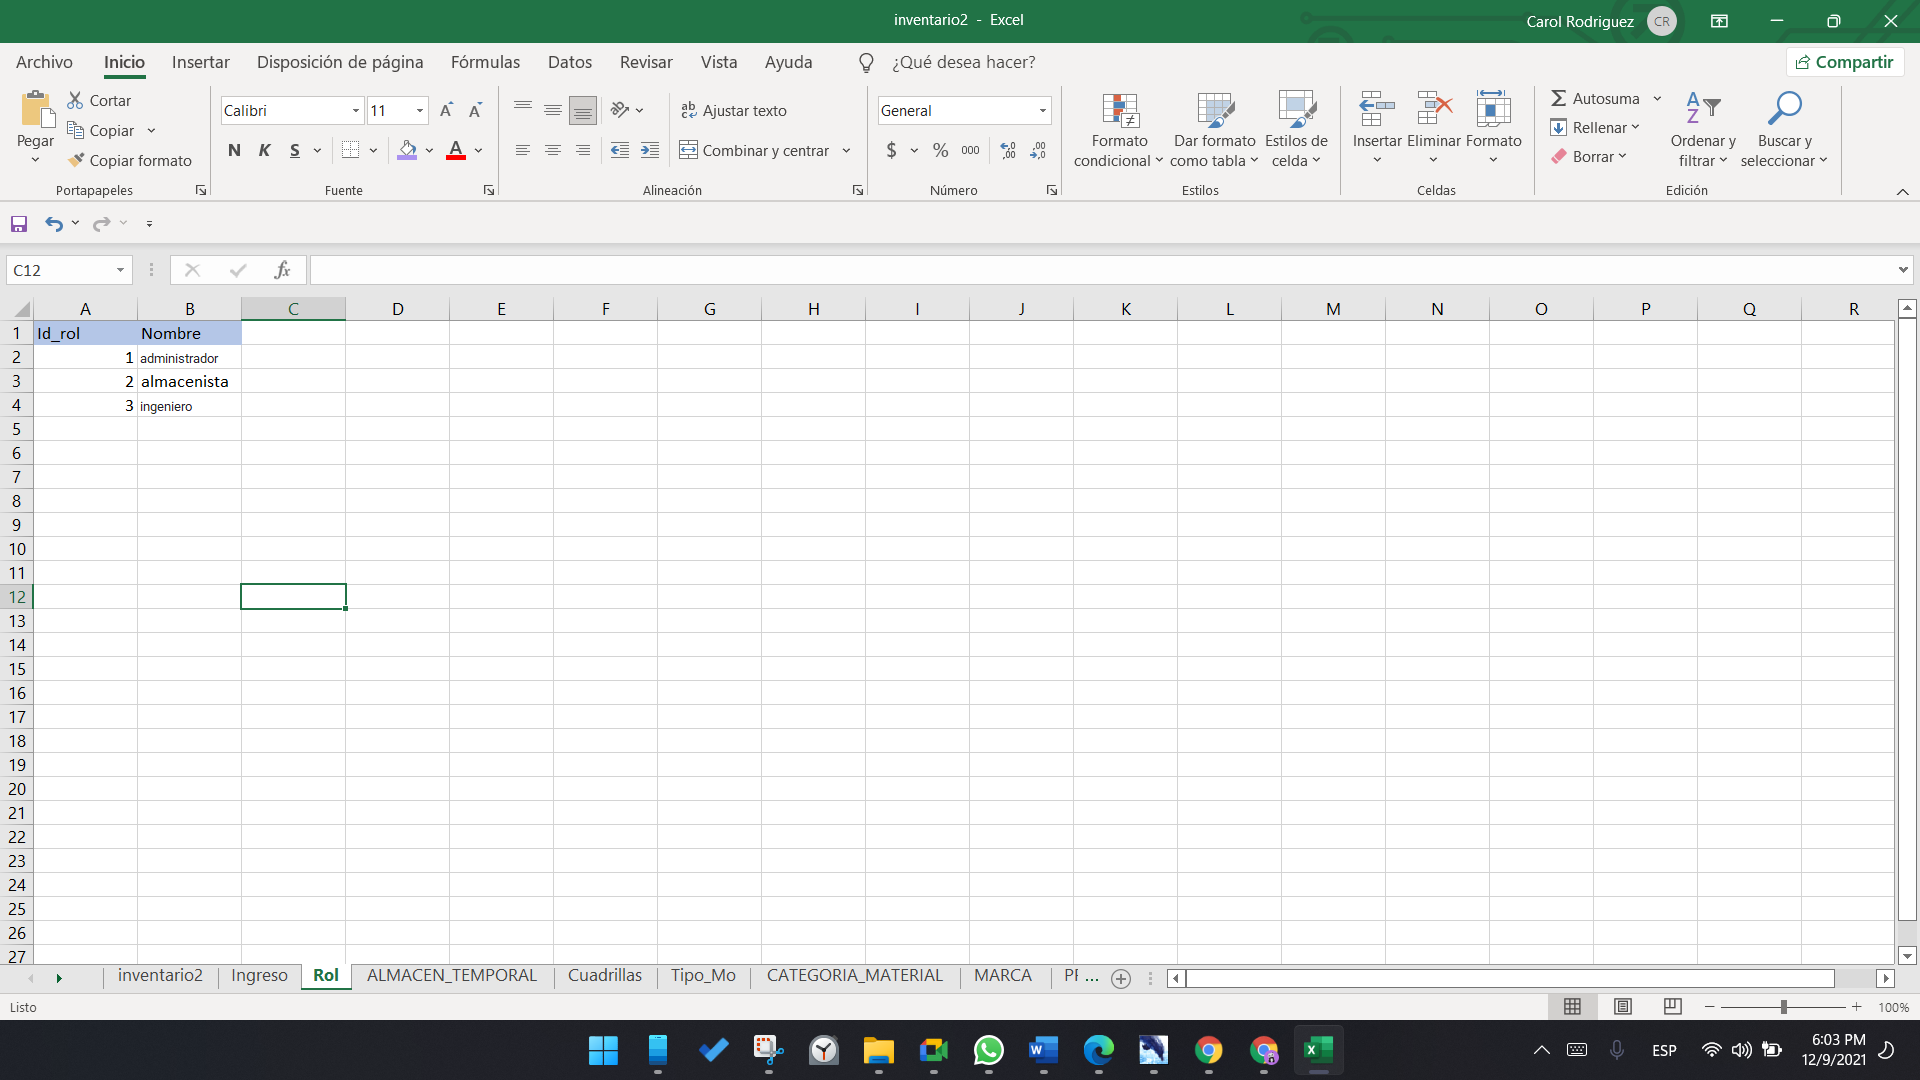 inventario2 - Excel
Carol Rodriguez CR
Archivo Inicio Insertar Disposición de página Fórmulas Datos Revisar Vista Ayuda ¿Qué desea hacer? Compartir
Pegar
Cortar
Copiar
Copiar formato
Portapapeles
Calibri 11
N K S A
Fuente
Ajustar texto
Combinar y centrar
Alineación
General
$ % 000
Número
Formato condicional
Dar formato como tabla
Estilos de celda
Estilos
Insertar Eliminar Formato
Celdas
Autosuma
Rellenar
Borrar
Ordenar y filtrar
Buscar y seleccionar
Edición
C12 fx
A B C D E F G H I J K L M N O P Q R
1 Id_rol Nombre
2 1 administrador
3 2 almacenista
4 3 ingeniero
5
6
7
8
9
10
11
12
13
14
15
16
17
18
19
20
21
22
23
24
25
26
27
inventario2 Ingreso Rol ALMACEN_TEMPORAL Cuadrillas Tipo_Mo CATEGORIA_MATERIAL MARCA ...
Listo 100%
ESP 6:03 PM
12/9/2021